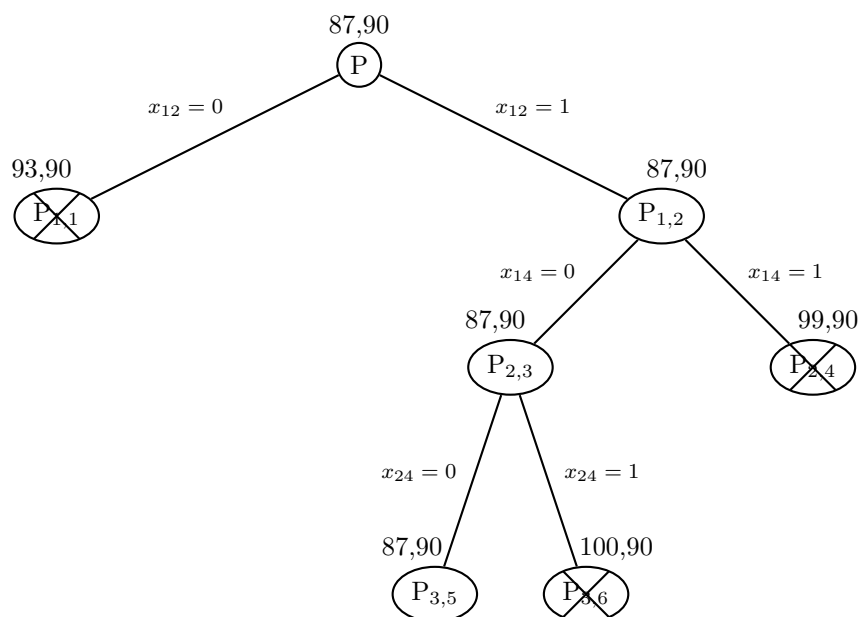 87,90
P
x₁₂ = 0
x₁₂ = 1
93,90
87,90
P₁,₁
P₁,₂
x₁₄ = 0
x₁₄ = 1
87,90
99,90
P₂,₃
P₂,₄
x₂₄ = 0
x₂₄ = 1
87,90
100,90
P₃,₅
P₃,₆